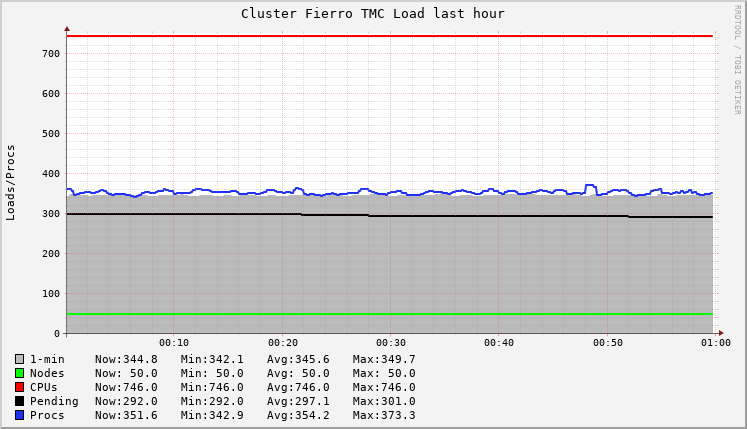 Cluster Fierro TMC Load last hour
RRDTOOL / TOBI OETIKER
Loads/Procs
700
600
500
400
300
200
100
0
00:10 00:20 00:30 00:40 00:50 01:00
1-min Now:344.8 Min:342.1 Avg:345.6 Max:349.7
Nodes Now: 50.0 Min: 50.0 Avg: 50.0 Max: 50.0
CPUs Now:746.0 Min:746.0 Avg:746.0 Max:746.0
Pending Now:292.0 Min:292.0 Avg:297.1 Max:301.0
Procs Now:351.6 Min:342.9 Avg:354.2 Max:373.3